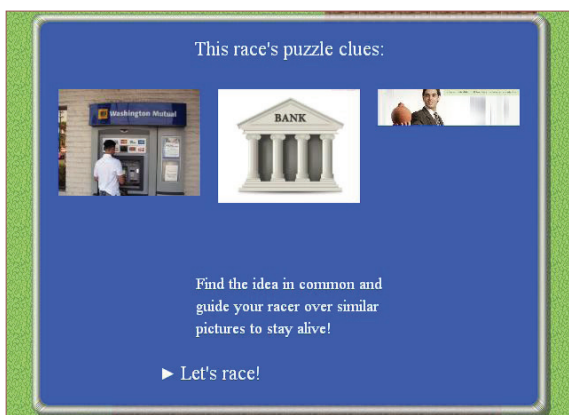 This race's puzzle clues:
Washington Mutual
BANK
Find the idea in common and
guide your racer over similar
pictures to stay alive!
► Let's race!